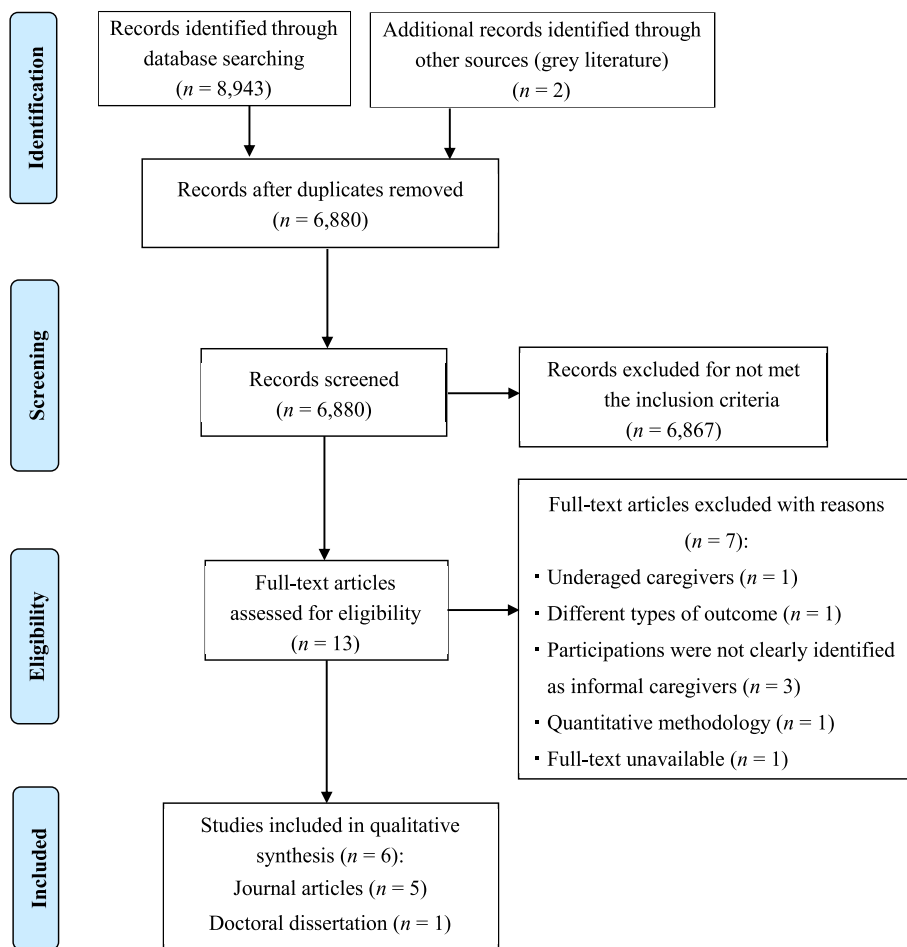 Identification
Records identified through
database searching
(n = 8,943)
Additional records identified through
other sources (grey literature)
(n = 2)
Records after duplicates removed
(n = 6,880)
Screening
Records screened
(n = 6,880)
Records excluded for not met
the inclusion criteria
(n = 6,867)
Eligibility
Full-text articles
assessed for eligibility
(n = 13)
Full-text articles excluded with reasons
(n = 7):
・Underaged caregivers (n = 1)
・Different types of outcome (n = 1)
・Participations were not clearly identified
as informal caregivers (n = 3)
・Quantitative methodology (n = 1)
・Full-text unavailable (n = 1)
Included
Studies included in qualitative
synthesis (n = 6):
Journal articles (n = 5)
Doctoral dissertation (n = 1)